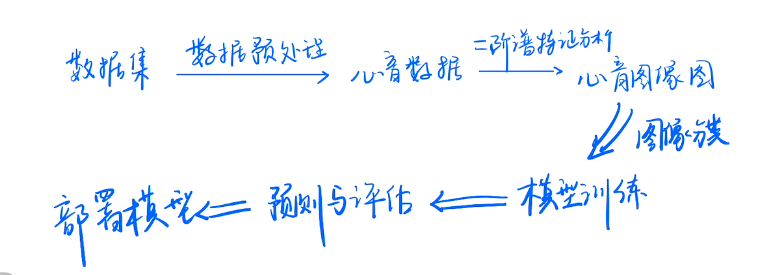 数据集 数据预处理 心音数据 二阶谱特征分析 心音图像图
图像分类
部署模型 预测与评估 模型训练